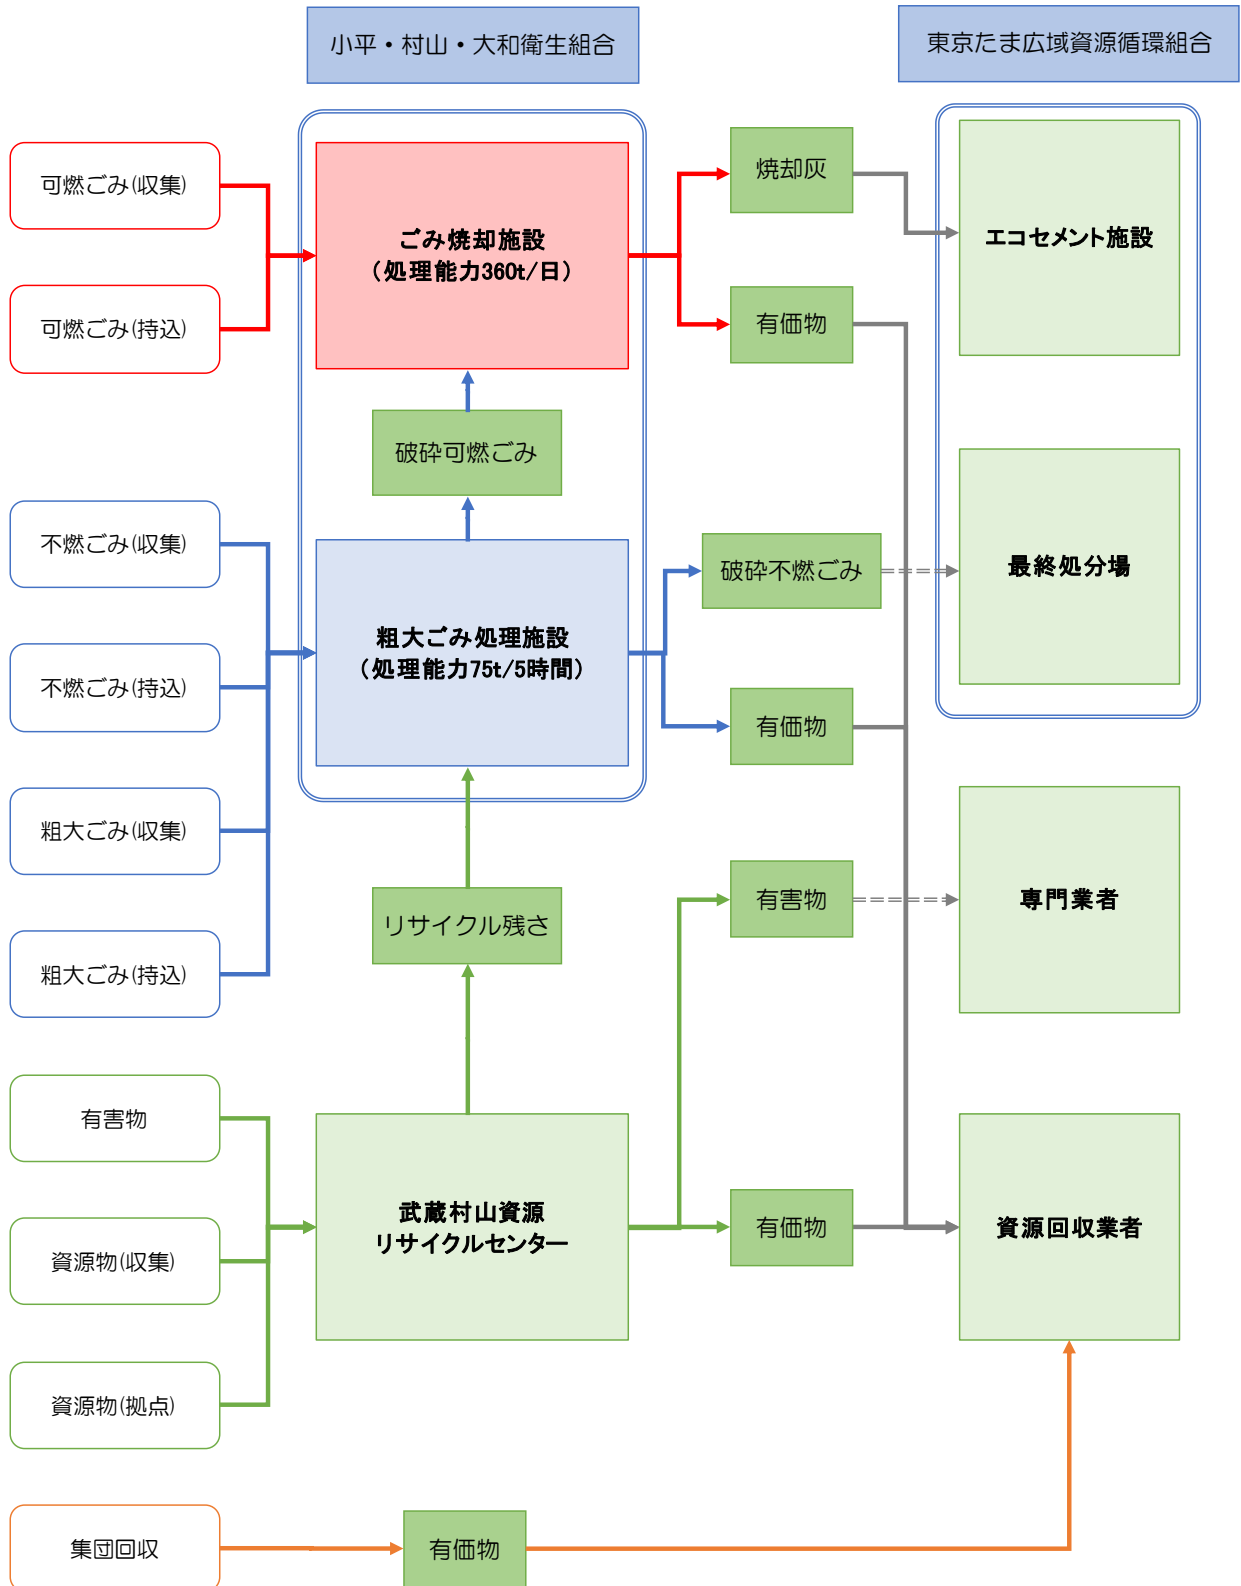 小平・村山・大和衛生組合
東京たま広域資源循環組合
可燃ごみ(収集)
可燃ごみ(持込)
ごみ焼却施設
（処理能力360t/日）
焼却灰
有価物
エコセメント施設
破砕可燃ごみ
不燃ごみ(収集)
不燃ごみ(持込)
粗大ごみ(収集)
粗大ごみ(持込)
粗大ごみ処理施設
（処理能力75t/5時間）
破砕不燃ごみ
有価物
最終処分場
リサイクル残さ
有害物
専門業者
有害物
資源物(収集)
資源物(拠点)
武蔵村山資源
リサイクルセンター
有価物
資源回収業者
集団回収
有価物